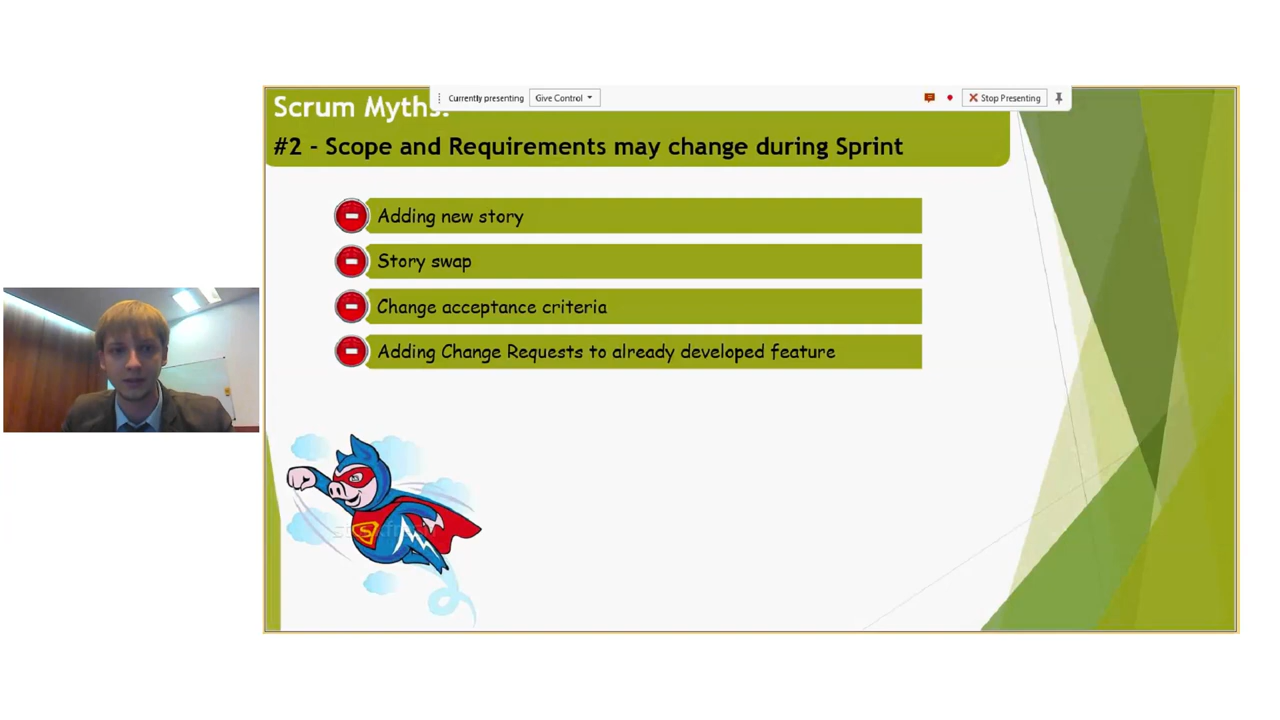 Scrum Myths:
Currently presenting
Give Control
Stop Presenting
#2 - Scope and Requirements may change during Sprint
Adding new story
Story swap
Change acceptance criteria
Adding Change Requests to already developed feature
S